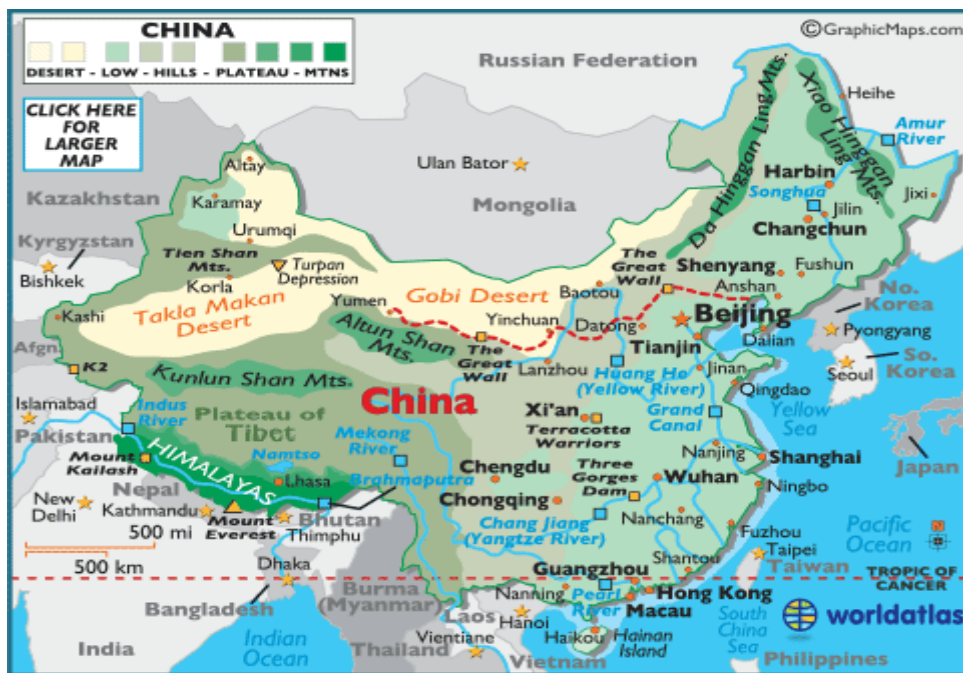 CHINA
DESERT - LOW - HILLS - PLATEAU - MTNS
©GraphicMaps.com
CLICK HERE
FOR
LARGER
MAP
Russian Federation
Heihe
Amur
River
Da Hinggan Ling Mts.
Xiao Hinggan
Ling Mts.
Ulan Bator
Mongolia
Altay
Karamay
Urumqi
Kazakhstan
Kyrgyzstan
Bishkek
Harbin
Songhua
Jixi
Jilin
Changchun
Tien Shan
Mts.
Turpan
Depression
Korla
Takla Makan
Desert
Kashi
Yumen
Gobi Desert
Yinchuan
Baotou
The
Great
Wall
Shenyang
Fushun
Anshan
Beijing
Datong
Dalian
Tianjin
No.
Korea
Pyongyang
So.
Korea
Seoul
Afgn.
K2
Altun Shan
Mts.
The
Great
Wall
Lanzhou
Huang Ho
(Yellow River)
Jinan
Qingdao
Yellow
Sea
Grand
Canal
Kunlun Shan Mts.
China
Islamabad
Indus
River
Pakistan
Plateau of
Tibet
Mekong
River
Xi'an
Terracotta
Warriors
Japan
Mount
Kailash
HIMALAYAS
Namtso
Lhasa
Brahmaputra
Chengdu
Chongqing
Three
Gorges
Dam
Wuhan
Nanjing
Shanghai
Ningbo
New
Delhi
Nepal
Kathmandu
Mount
Everest
Bhutan
Thimphu
Chang Jiang
(Yangtze River)
Nanchang
Fuzhou
Pacific
Ocean
500 mi
500 km
Dhaka
Bangladesh
Burma
(Myanmar)
Shantou
Taipei
Taiwan
TROPIC OF
CANCER
Guangzhou
Nanning
Pearl
River
Hong Kong
Macau
India
Indian
Ocean
Laos
Vientiane
Thailand
Hanoi
Vietnam
Haikou
Hainan
Island
South
China
Sea
worldatlas
Philippines